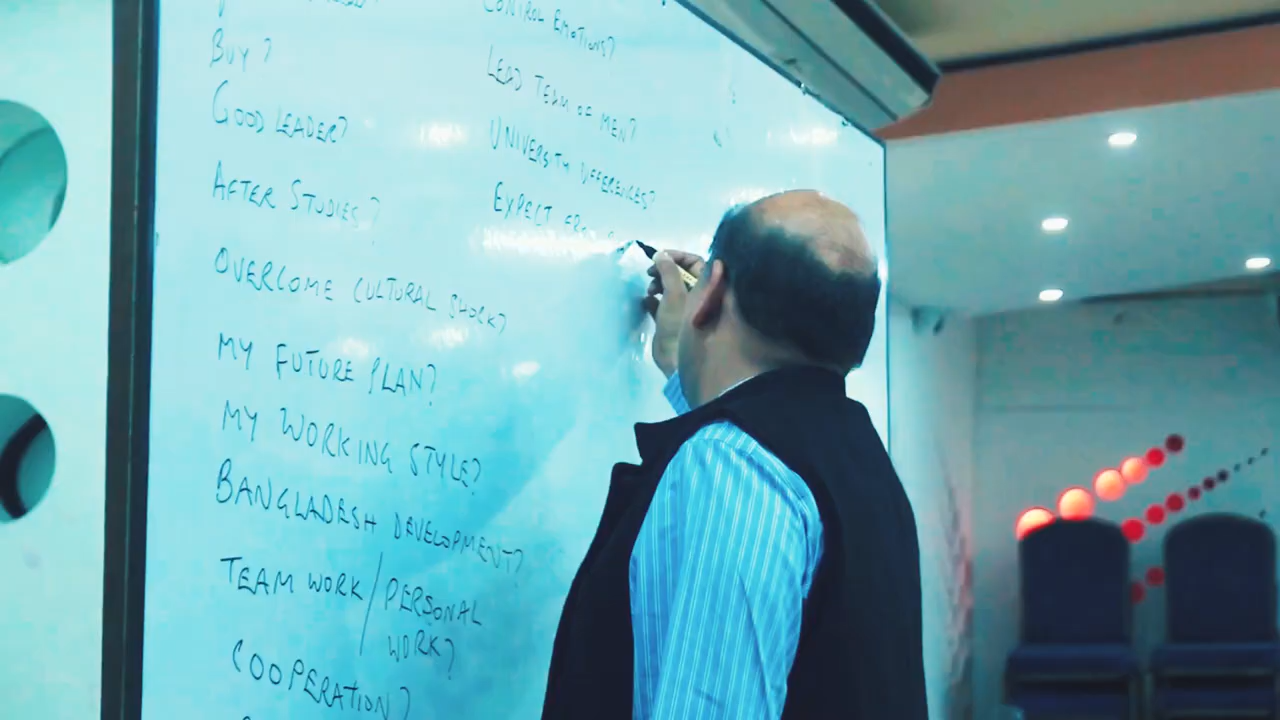 BUY?
GOOD LEADER?
AFTER STUDIES?
OVERCOME CULTURAL SHOCK?
MY FUTURE PLAN?
MY WORKING STYLE?
BANGLADESH DEVELOPMENT?
TEAM WORK / PERSONAL
WORK?
COOPERATION?
CONTROL EMOTIONS?
LEAD TEAM OF MEN?
UNIVERSITY DIFFERENCES?
EXPECT